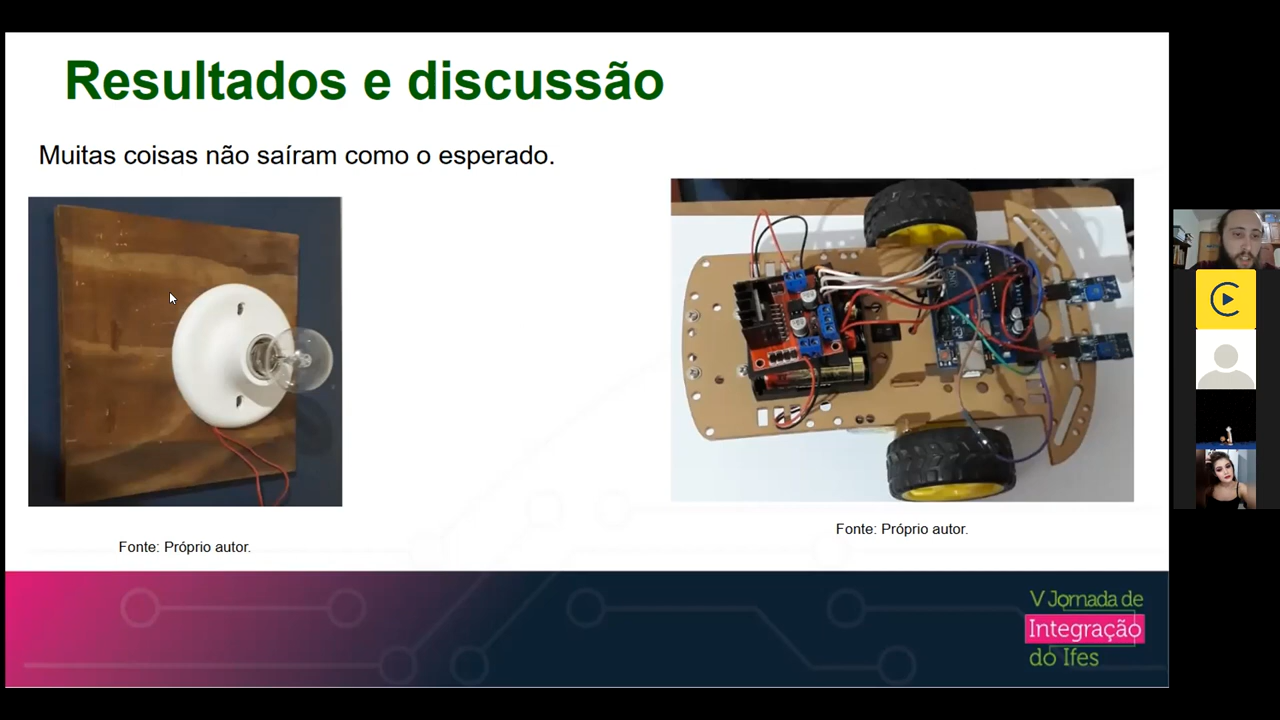 Resultados e discussão
Muitas coisas não saíram como o esperado.
Fonte: Próprio autor.
Fonte: Próprio autor.
V Jornada de
Integração
do Ifes